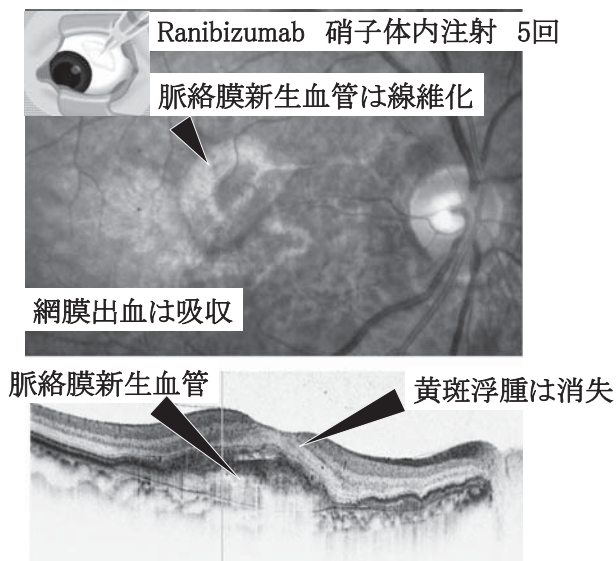 Ranibizumab 硝子体内注射 5回
脈絡膜新生血管は線維化
網膜出血は吸収
脈絡膜新生血管
黄斑浮腫は消失